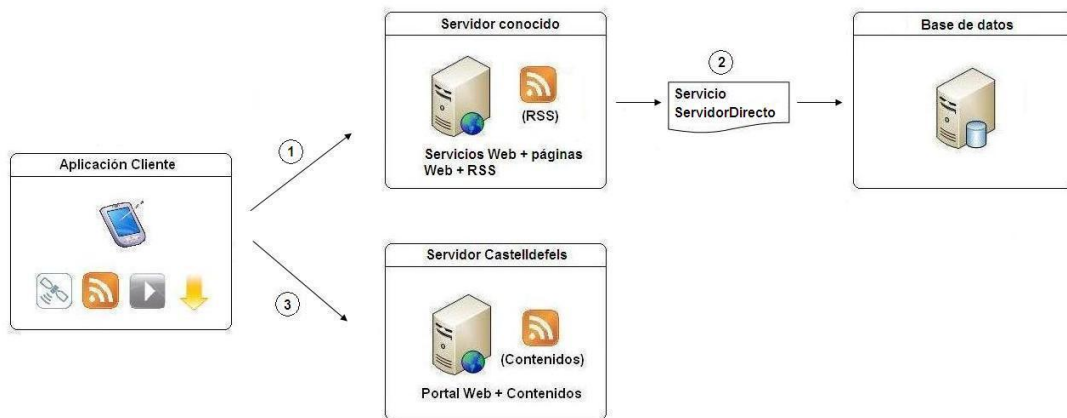 Servidor conocido
(RSS)
Servicios Web + páginas
Web + RSS
2
Servicio
ServidorDirecto
Base de datos
1
Aplicación Cliente
3
Servidor Castelldefels
(Contenidos)
Portal Web + Contenidos